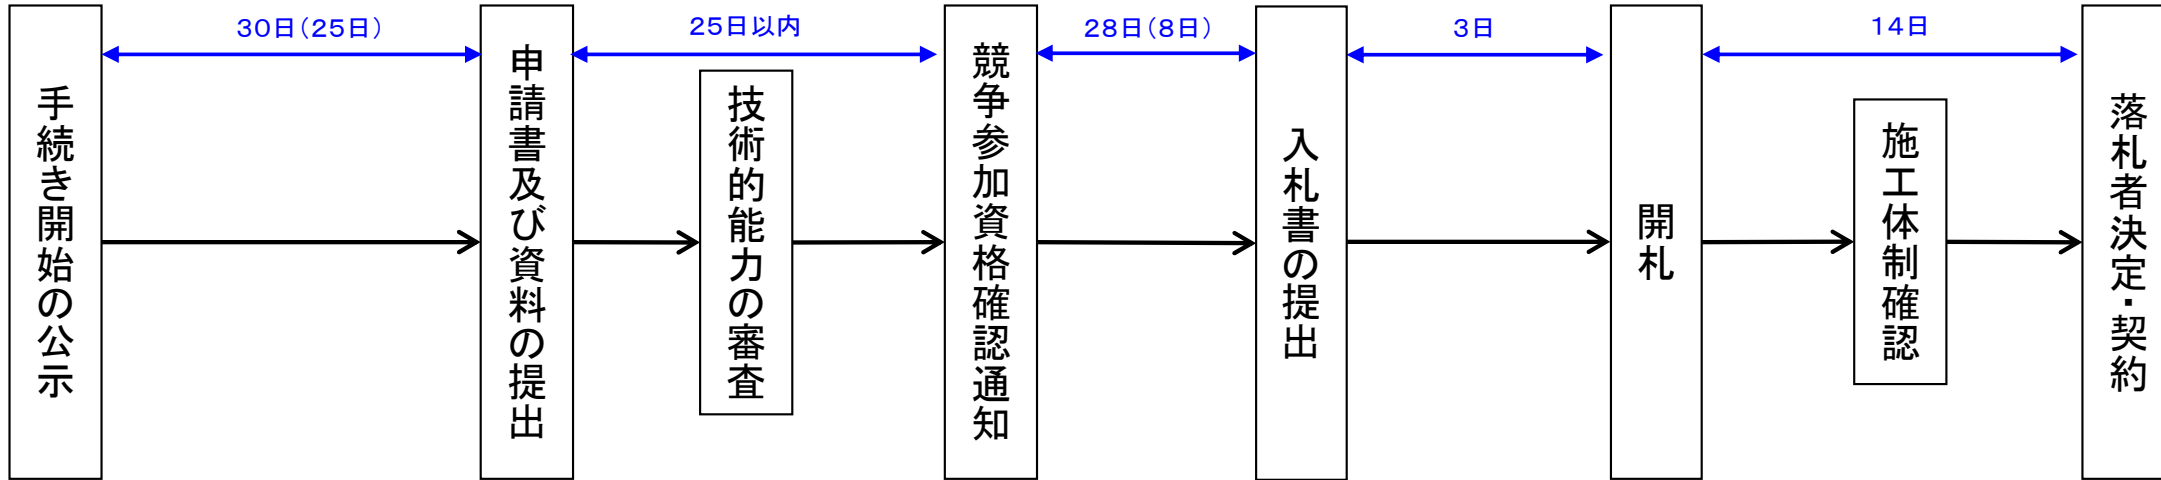 30日(25日)
25日以内
28日(8日)
3日
14日
手続き開始の公示
申請書及び資料の提出
技術的能力の審査
競争参加資格確認通知
入札書の提出
開札
施工体制確認
落札者決定・契約